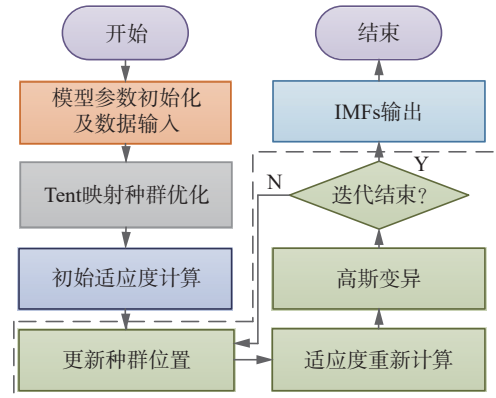 开始
模型参数初始化
及数据输入
Tent映射种群优化
初始适应度计算
更新种群位置
适应度重新计算
高斯变异
迭代结束?
N
Y
IMFs输出
结束